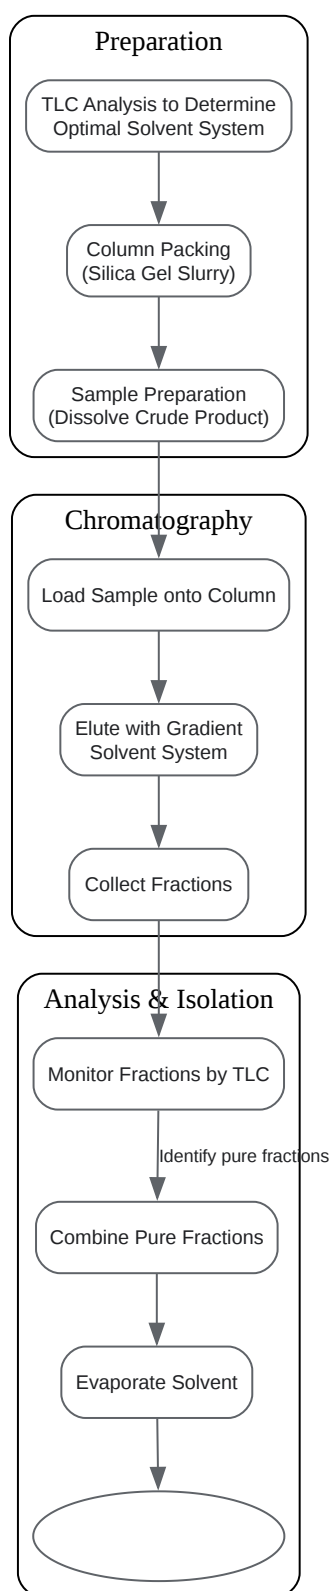 Preparation
TLC Analysis to Determine
Optimal Solvent System
Column Packing
(Silica Gel Slurry)
Sample Preparation
(Dissolve Crude Product)
Chromatography
Load Sample onto Column
Elute with Gradient
Solvent System
Collect Fractions
Analysis & Isolation
Monitor Fractions by TLC
Identify pure fractions
Combine Pure Fractions
Evaporate Solvent